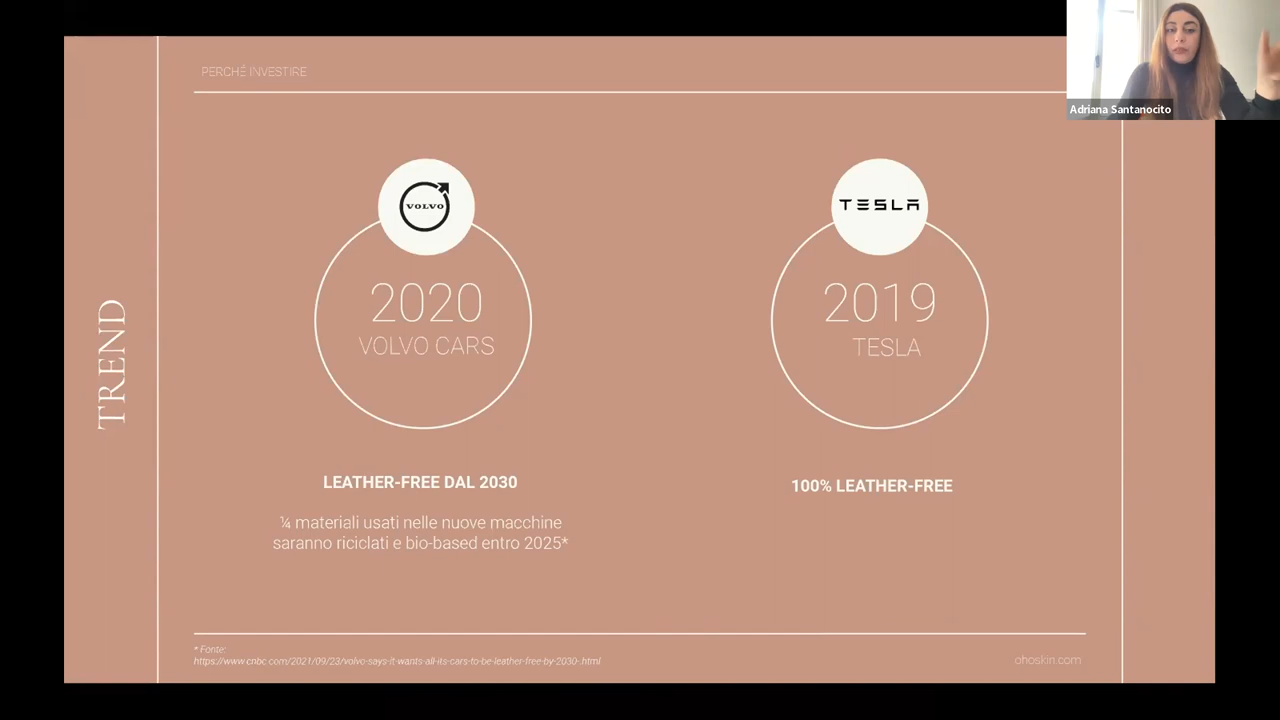 PERCHÉ INVESTIRE
Adriana Santanocito
TREND
VOLVO
2020
VOLVO CARS
LEATHER-FREE DAL 2030
¼ materiali usati nelle nuove macchine
saranno riciclati e bio-based entro 2025*
TESLA
2019
TESLA
100% LEATHER-FREE
* Fonte:
https://www.cnbc.com/2021/09/23/volvo-says-it-wants-all-its-cars-to-be-leather-free-by-2030-.html
ohoskin.com